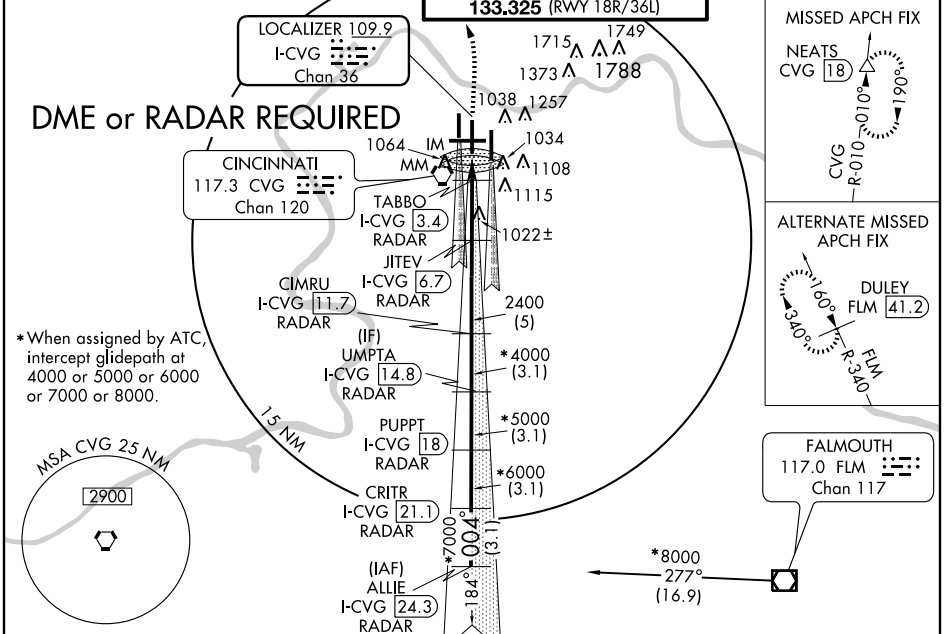 133.325 (RWY 18R/36L)
LOCALIZER 109.9
I-CVG
Chan 36
DME or RADAR REQUIRED
CINCINNATI
117.3 CVG
Chan 120
1715
1749
1373
1788
1038
1257
1064
IM
1034
MM
1108
1115
TABBO
I-CVG 3.4
RADAR
1022±
JITEV
I-CVG 6.7
RADAR
CIMRU
I-CVG 11.7
RADAR
2400
(5)
(IF)
UMPTA
I-CVG 14.8
RADAR
*4000
(3.1)
*When assigned by ATC,
intercept glidepath at
4000 or 5000 or 6000
or 7000 or 8000.
PUPPT
I-CVG 18
RADAR
*5000
(3.1)
15 NM
*6000
(3.1)
CRITR
I-CVG 21.1
RADAR
*7000
004°
(3.1)
(IAF)
ALLIE
I-CVG 24.3
RADAR
184°
MSA CVG 25 NM
2900
MISSED APCH FIX
NEATS
CVG 18
010°
190°
CVG
R-010
ALTERNATE MISSED
APCH FIX
DULEY
FLM 41.2
160°
340°
FLM
R-340
FALMOUTH
117.0 FLM
Chan 117
*8000
277°
(16.9)